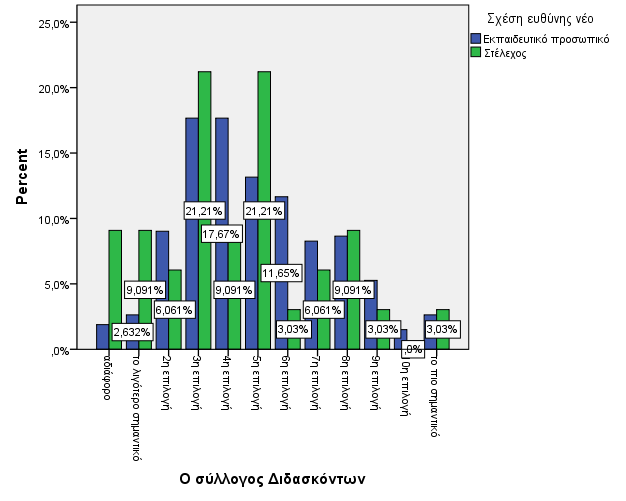 Σχέση ευθύνης νέο
Εκπαιδευτικό προσωπικό
Στέλεχος
25,0%
20,0%
15,0%
10,0%
5,0%
,0%
Percent
21,21%
21,21%
17,67%
11,65%
9,091%
9,091%
9,091%
6,061%
6,061%
2,632%
3,03%
3,03%
3,03%
,0%
αδιάφορο
το λιγότερο σημαντικό
2η επιλογή
3η επιλογή
4η επιλογή
5η επιλογή
6η επιλογή
7η επιλογή
8η επιλογή
9η επιλογή
0η επιλογή
το πιο σημαντικό
Ο σύλλογος Διδασκόντων